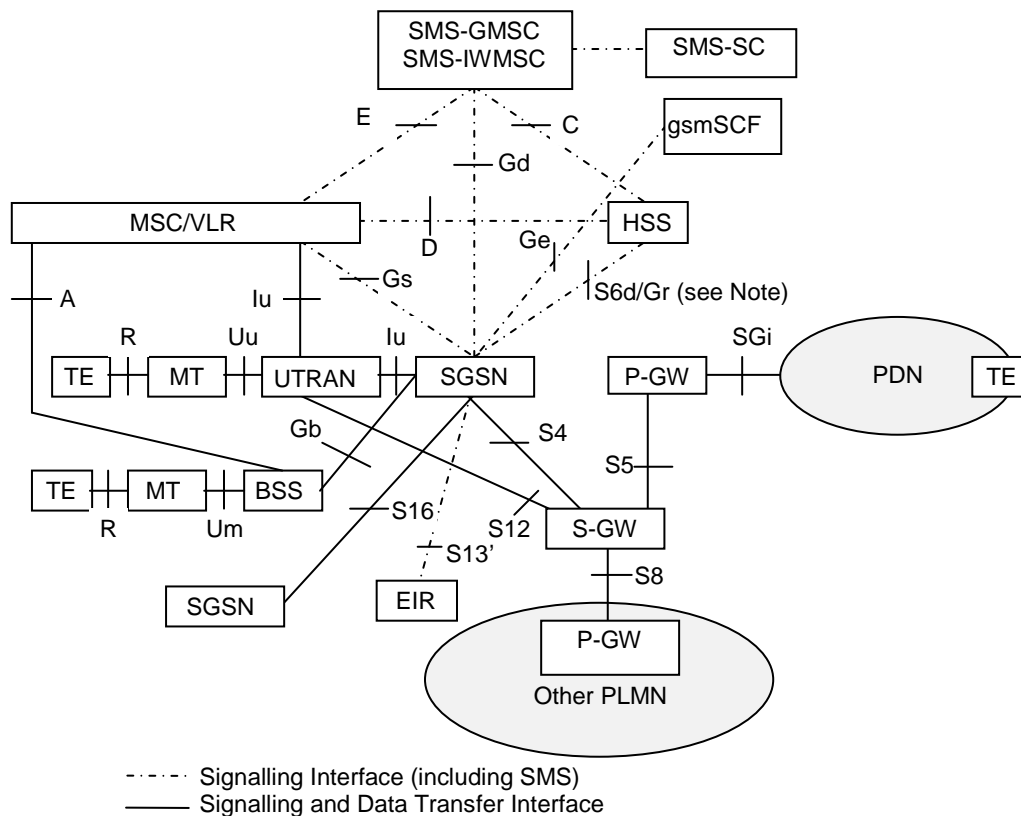 SMS-GMSC
SMS-IWMSC
SMS-SC
E
C
gsmSCF
Gd
MSC/VLR
D
HSS
Ge
Gs
S6d/Gr (see Note)
A
Iu
SGi
R
Uu
Iu
TE
MT
UTRAN
SGSN
P-GW
PDN
TE
Gb
S4
S5
TE
MT
BSS
R
Um
S16
S12
S-GW
S13’
S8
SGSN
EIR
P-GW
Other PLMN
Signalling Interface (including SMS)
Signalling and Data Transfer Interface